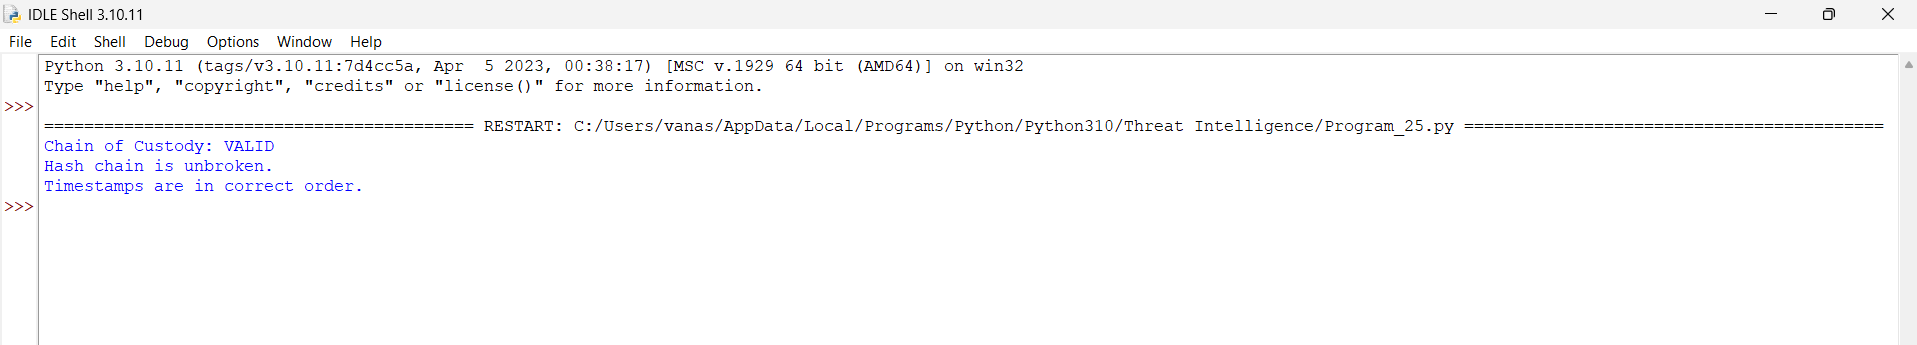 IDLE Shell 3.10.11
File Edit Shell Debug Options Window Help
Python 3.10.11 (tags/v3.10.11:7d4cc5a, Apr  5 2023, 00:38:17) [MSC v.1929 64 bit (AMD64)] on win32
Type "help", "copyright", "credits" or "license()" for more information.
>>>
=========================================== RESTART: C:/Users/vanas/AppData/Local/Programs/Python/Python310/Threat Intelligence/Program_25.py ==========================================
Chain of Custody: VALID
Hash chain is unbroken.
Timestamps are in correct order.
>>>